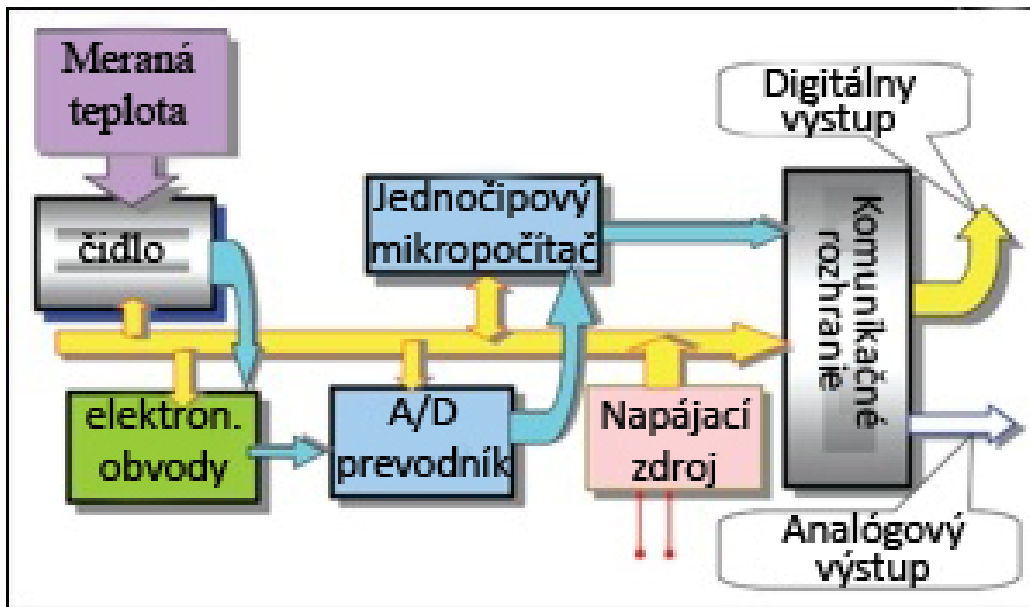 Meraná
teplota
čidlo
elektron.
obvody
A/D
prevodník
Jednočipový
mikropočítač
Napájací
zdroj
Komunikačné
rozhranie
Digitálny
vystup
Analógový
výstup